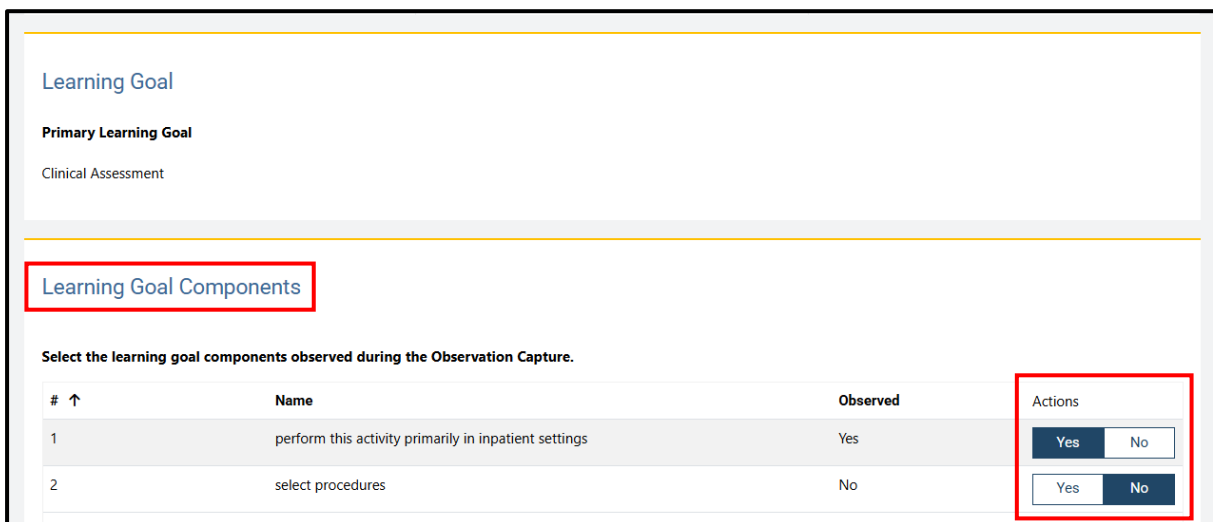 Learning Goal
Primary Learning Goal
Clinical Assessment
Learning Goal Components
Select the learning goal components observed during the Observation Capture.
# ↑ Name Observed Actions
1 perform this activity primarily in inpatient settings Yes Yes No
2 select procedures No Yes No